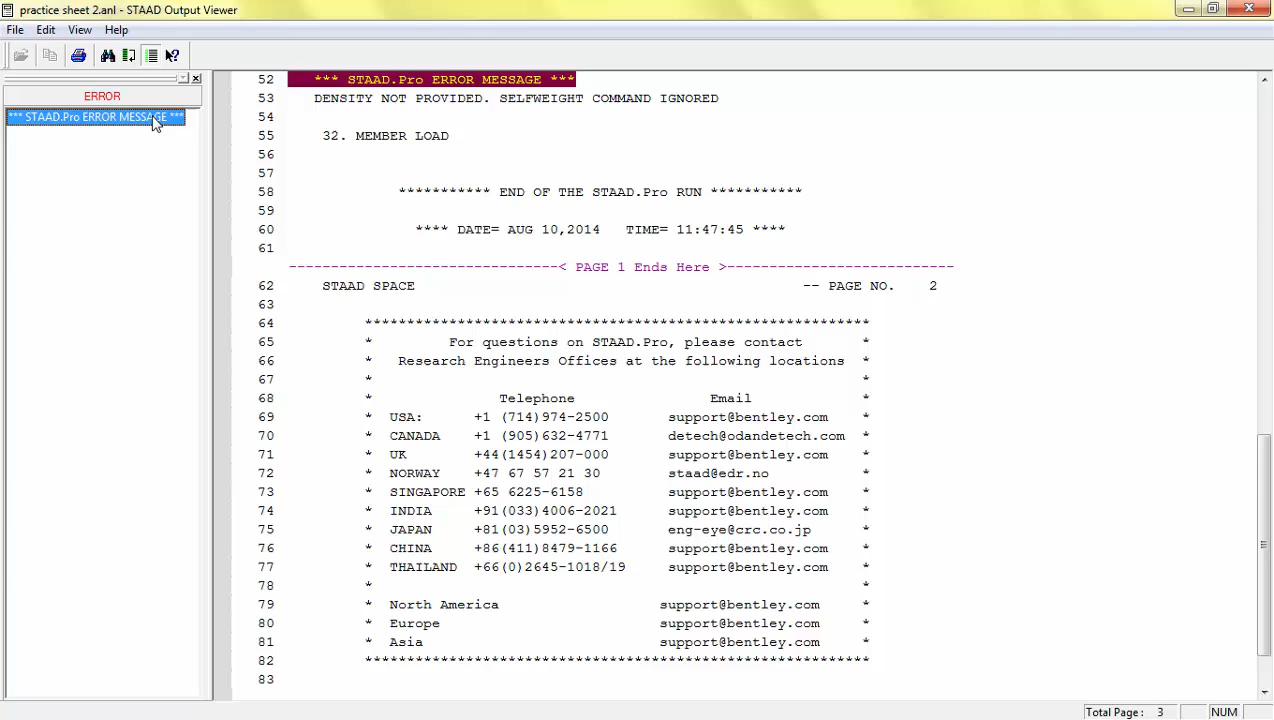 practice sheet 2.anl - STAAD Output Viewer
File Edit View Help
ERROR
*** STAAD.Pro ERROR MESSAGE ***
52 *** STAAD.Pro ERROR MESSAGE ***
53 DENSITY NOT PROVIDED. SELFWEIGHT COMMAND IGNORED
54
55 32. MEMBER LOAD
56
57
58 *********** END OF THE STAAD.Pro RUN ***********
59
60 **** DATE= AUG 10,2014 TIME= 11:47:45 ****
61
--------------------------------< PAGE 1 Ends Here >---------------------------
62 STAAD SPACE -- PAGE NO. 2
63
64 ************************************************************
65 * For questions on STAAD.Pro, please contact *
66 * Research Engineers Offices at the following locations *
67 * *
68 * Telephone Email *
69 * USA: +1 (714)974-2500 support@bentley.com *
70 * CANADA +1 (905)632-4771 detech@odandetech.com *
71 * UK +44(1454)207-000 support@bentley.com *
72 * NORWAY +47 67 57 21 30 staad@edr.no *
73 * SINGAPORE +65 6225-6158 support@bentley.com *
74 * INDIA +91(033)4006-2021 support@bentley.com *
75 * JAPAN +81(03)5952-6500 eng-eye@crc.co.jp *
76 * CHINA +86(411)8479-1166 support@bentley.com *
77 * THAILAND +66(0)2645-1018/19 support@bentley.com *
78 * *
79 * North America support@bentley.com *
80 * Europe support@bentley.com *
81 * Asia support@bentley.com *
82 ************************************************************
83
Total Page : 3 NUM